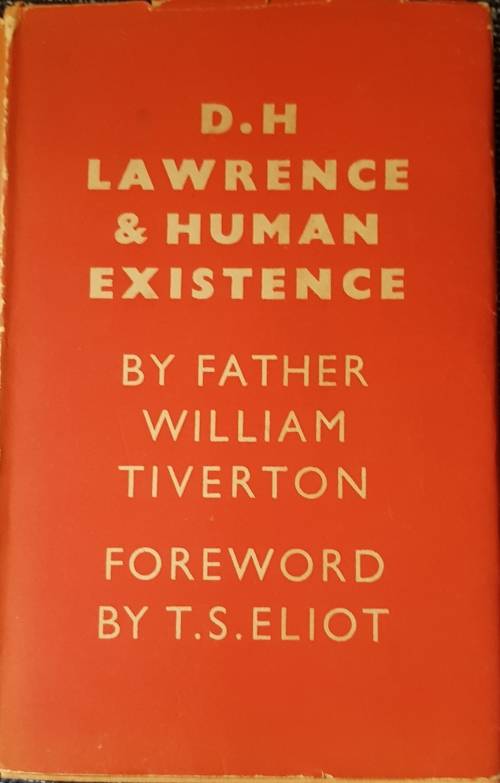 D.H
LAWRENCE
& HUMAN
EXISTENCE
BY FATHER
WILLIAM
TIVERTON
FOREWORD
BY T.S.ELIOT